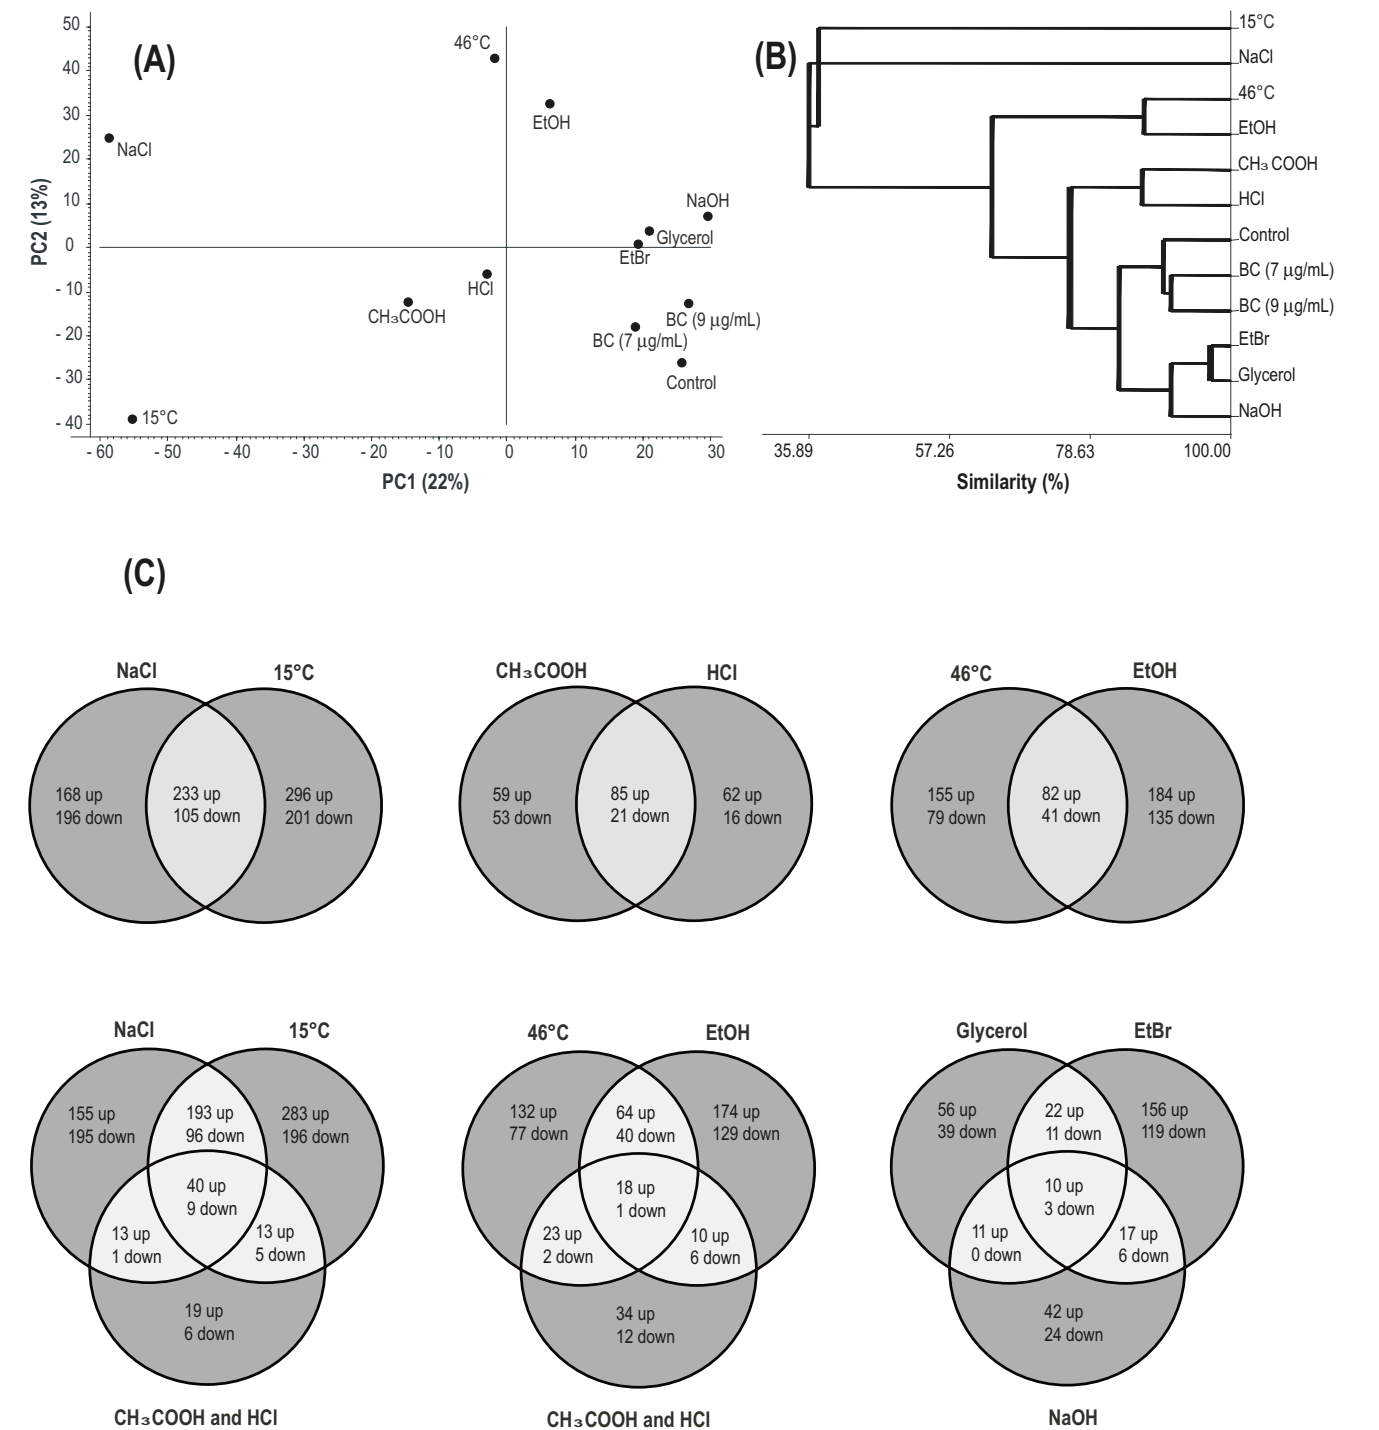 (A)
50
40
30
20
10
0
- 10
- 20
- 30
- 40
PC2 (13%)
46°C
EtOH
NaCl
NaOH
Glycerol
EtBr
HCl
CH₃COOH
BC (9 µg/mL)
BC (7 µg/mL)
Control
15°C
- 60
- 50
- 40
- 30
- 20
- 10
0
10
20
30
PC1 (22%)
(B)
15°C
NaCl
46°C
EtOH
CH₃ COOH
HCl
Control
BC (7 µg/mL)
BC (9 µg/mL)
EtBr
Glycerol
NaOH
35.89
57.26
78.63
100.00
Similarity (%)
(C)
NaCl
15°C
168 up
196 down
233 up
105 down
296 up
201 down
CH₃COOH
HCl
59 up
53 down
85 up
21 down
62 up
16 down
46°C
EtOH
155 up
79 down
82 up
41 down
184 up
135 down
NaCl
15°C
155 up
195 down
193 up
96 down
283 up
196 down
40 up
9 down
13 up
1 down
13 up
5 down
19 up
6 down
CH₃COOH and HCl
46°C
EtOH
132 up
77 down
64 up
40 down
174 up
129 down
18 up
1 down
23 up
2 down
10 up
6 down
34 up
12 down
CH₃COOH and HCl
Glycerol
EtBr
56 up
39 down
22 up
11 down
156 up
119 down
10 up
3 down
11 up
0 down
17 up
6 down
42 up
24 down
NaOH